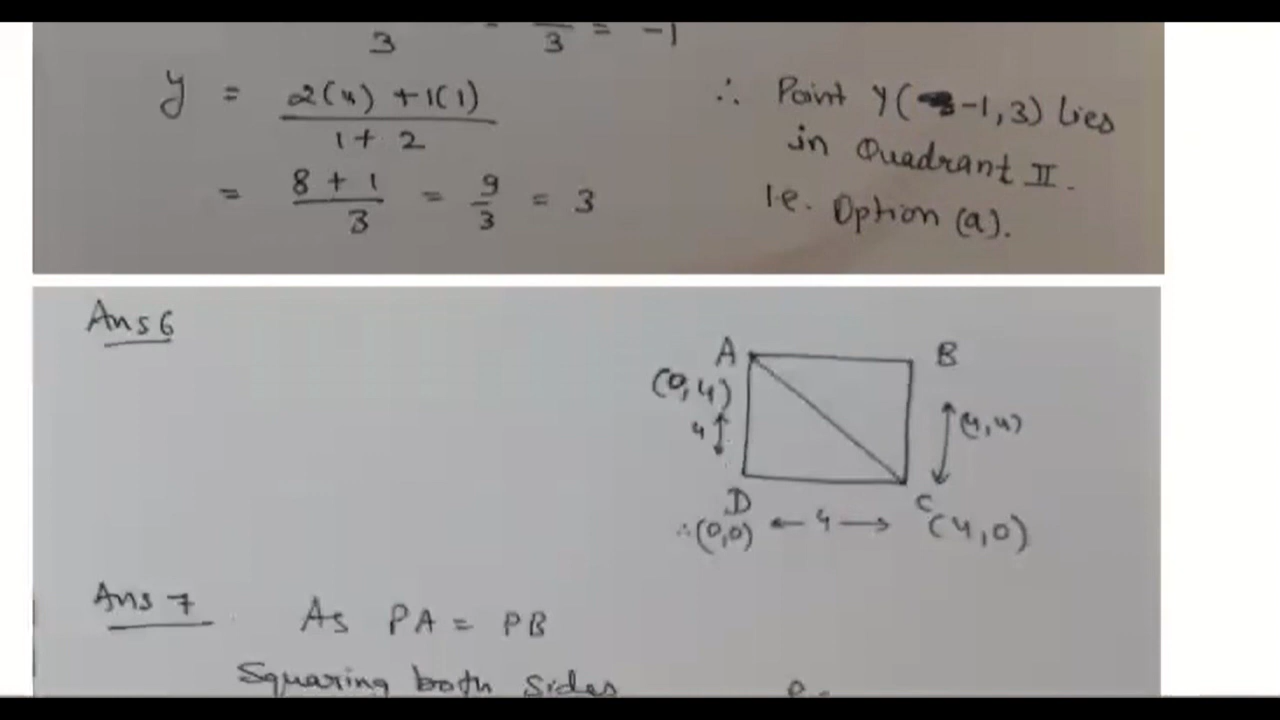 3 = 3 = -1
y = 2(4) + 1(1)
1 + 2
= 8 + 1 = 9 = 3
3 3
∴ Point Y(-1, 3) lies
in Quadrant II.
i.e. Option (a).
Ans 6
A B
(0, 4)
4 (4, 4)
D C
∴ (0, 0) ← 4 → (4, 0)
Ans 7 As PA = PB
Squaring both sides